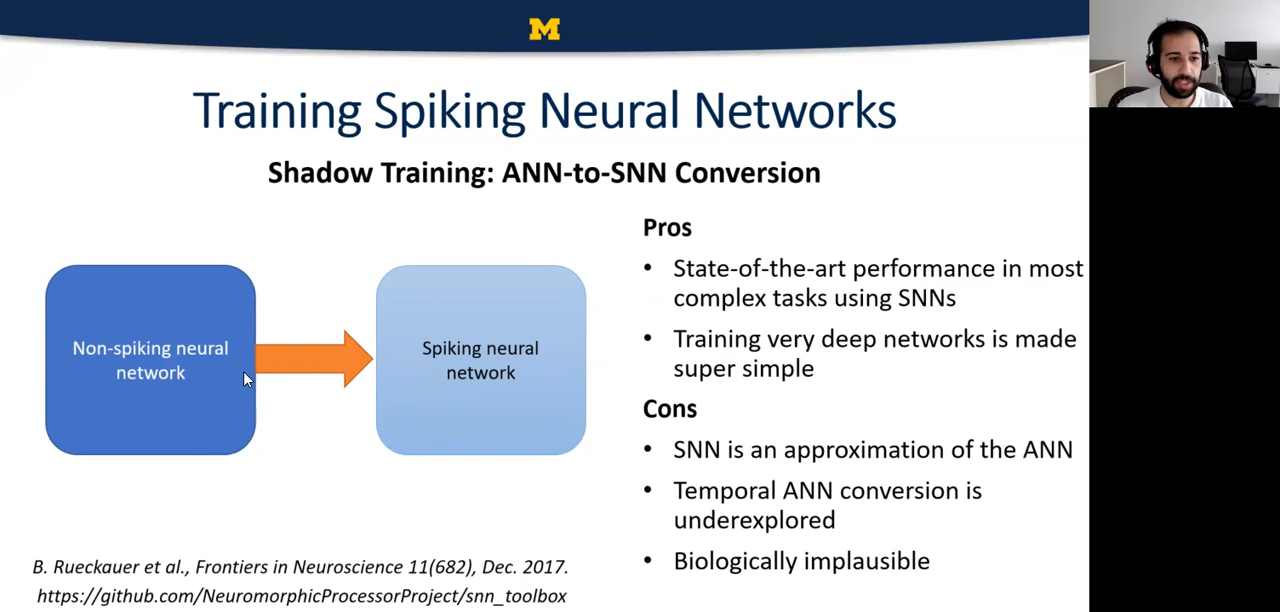 M
Training Spiking Neural Networks
Shadow Training: ANN-to-SNN Conversion
Non-spiking neural
network
Spiking neural
network
Pros
• State-of-the-art performance in most
complex tasks using SNNs
• Training very deep networks is made
super simple
Cons
• SNN is an approximation of the ANN
• Temporal ANN conversion is
underexplored
• Biologically implausible
B. Rueckauer et al., Frontiers in Neuroscience 11(682), Dec. 2017.
https://github.com/NeuromorphicProcessorProject/snn_toolbox